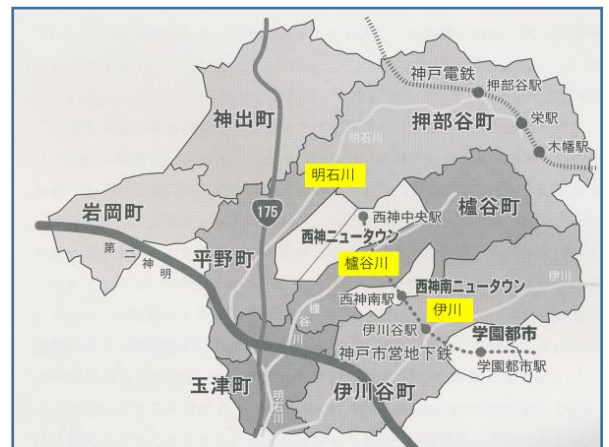 神戸電鉄
押部谷駅
神出町
押部谷町
栄駅
明石川
木幡駅
明石川
岩岡町
175
西神中央駅
櫨谷町
西神ニュータウン
第二神明
平野町
櫨谷川
西神南ニュータウン
伊川
西神南駅
伊川
櫨谷川
伊川谷駅
学園都市
神戸市営地下鉄
学園都市駅
玉津町
伊川谷町
明石川